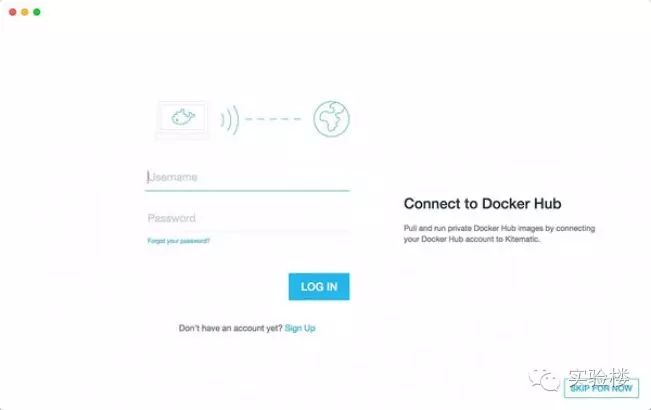 Username
Password
Forgot your password?
LOG IN
Don't have an account yet? Sign Up
Connect to Docker Hub
Pull and run private Docker Hub images by connecting
your Docker Hub account to Kitematic.
实验楼
SKIP FOR NOW